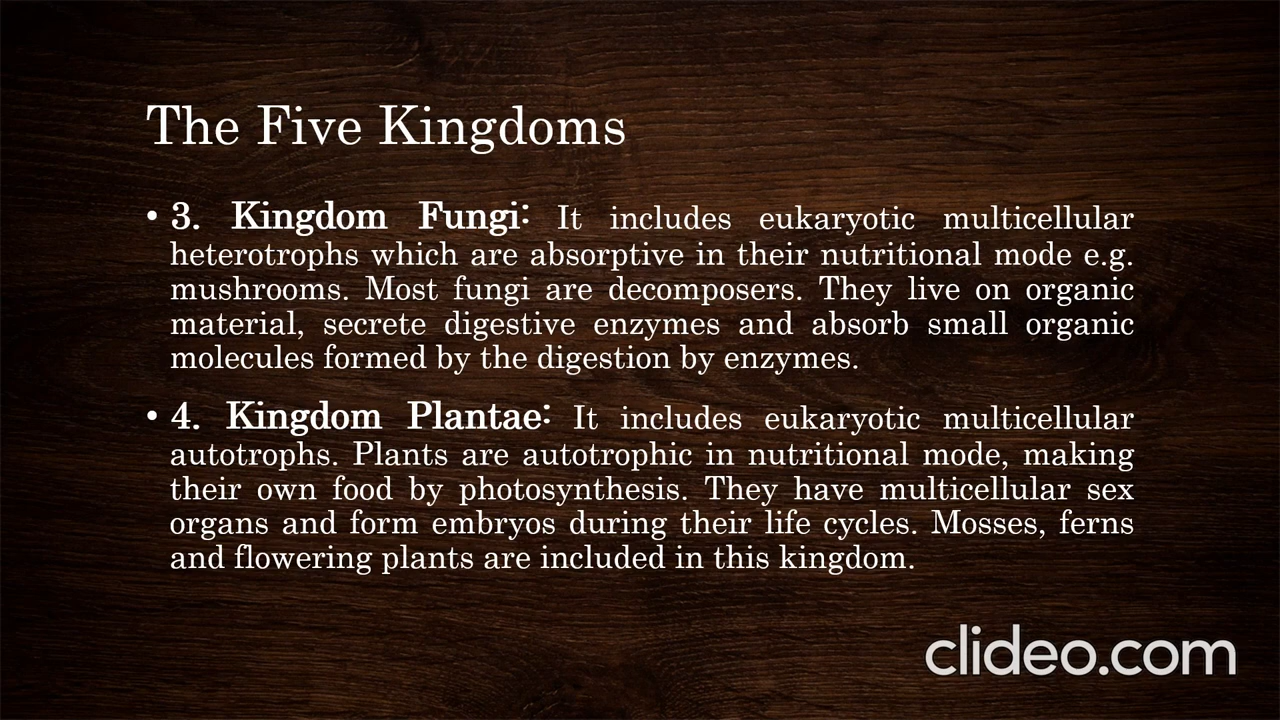 The Five Kingdoms
• 3. Kingdom Fungi: It includes eukaryotic multicellular
heterotrophs which are absorptive in their nutritional mode e.g.
mushrooms. Most fungi are decomposers. They live on organic
material, secrete digestive enzymes and absorb small organic
molecules formed by the digestion by enzymes.
• 4. Kingdom Plantae: It includes eukaryotic multicellular
autotrophs. Plants are autotrophic in nutritional mode, making
their own food by photosynthesis. They have multicellular sex
organs and form embryos during their life cycles. Mosses, ferns
and flowering plants are included in this kingdom.
clideo.com